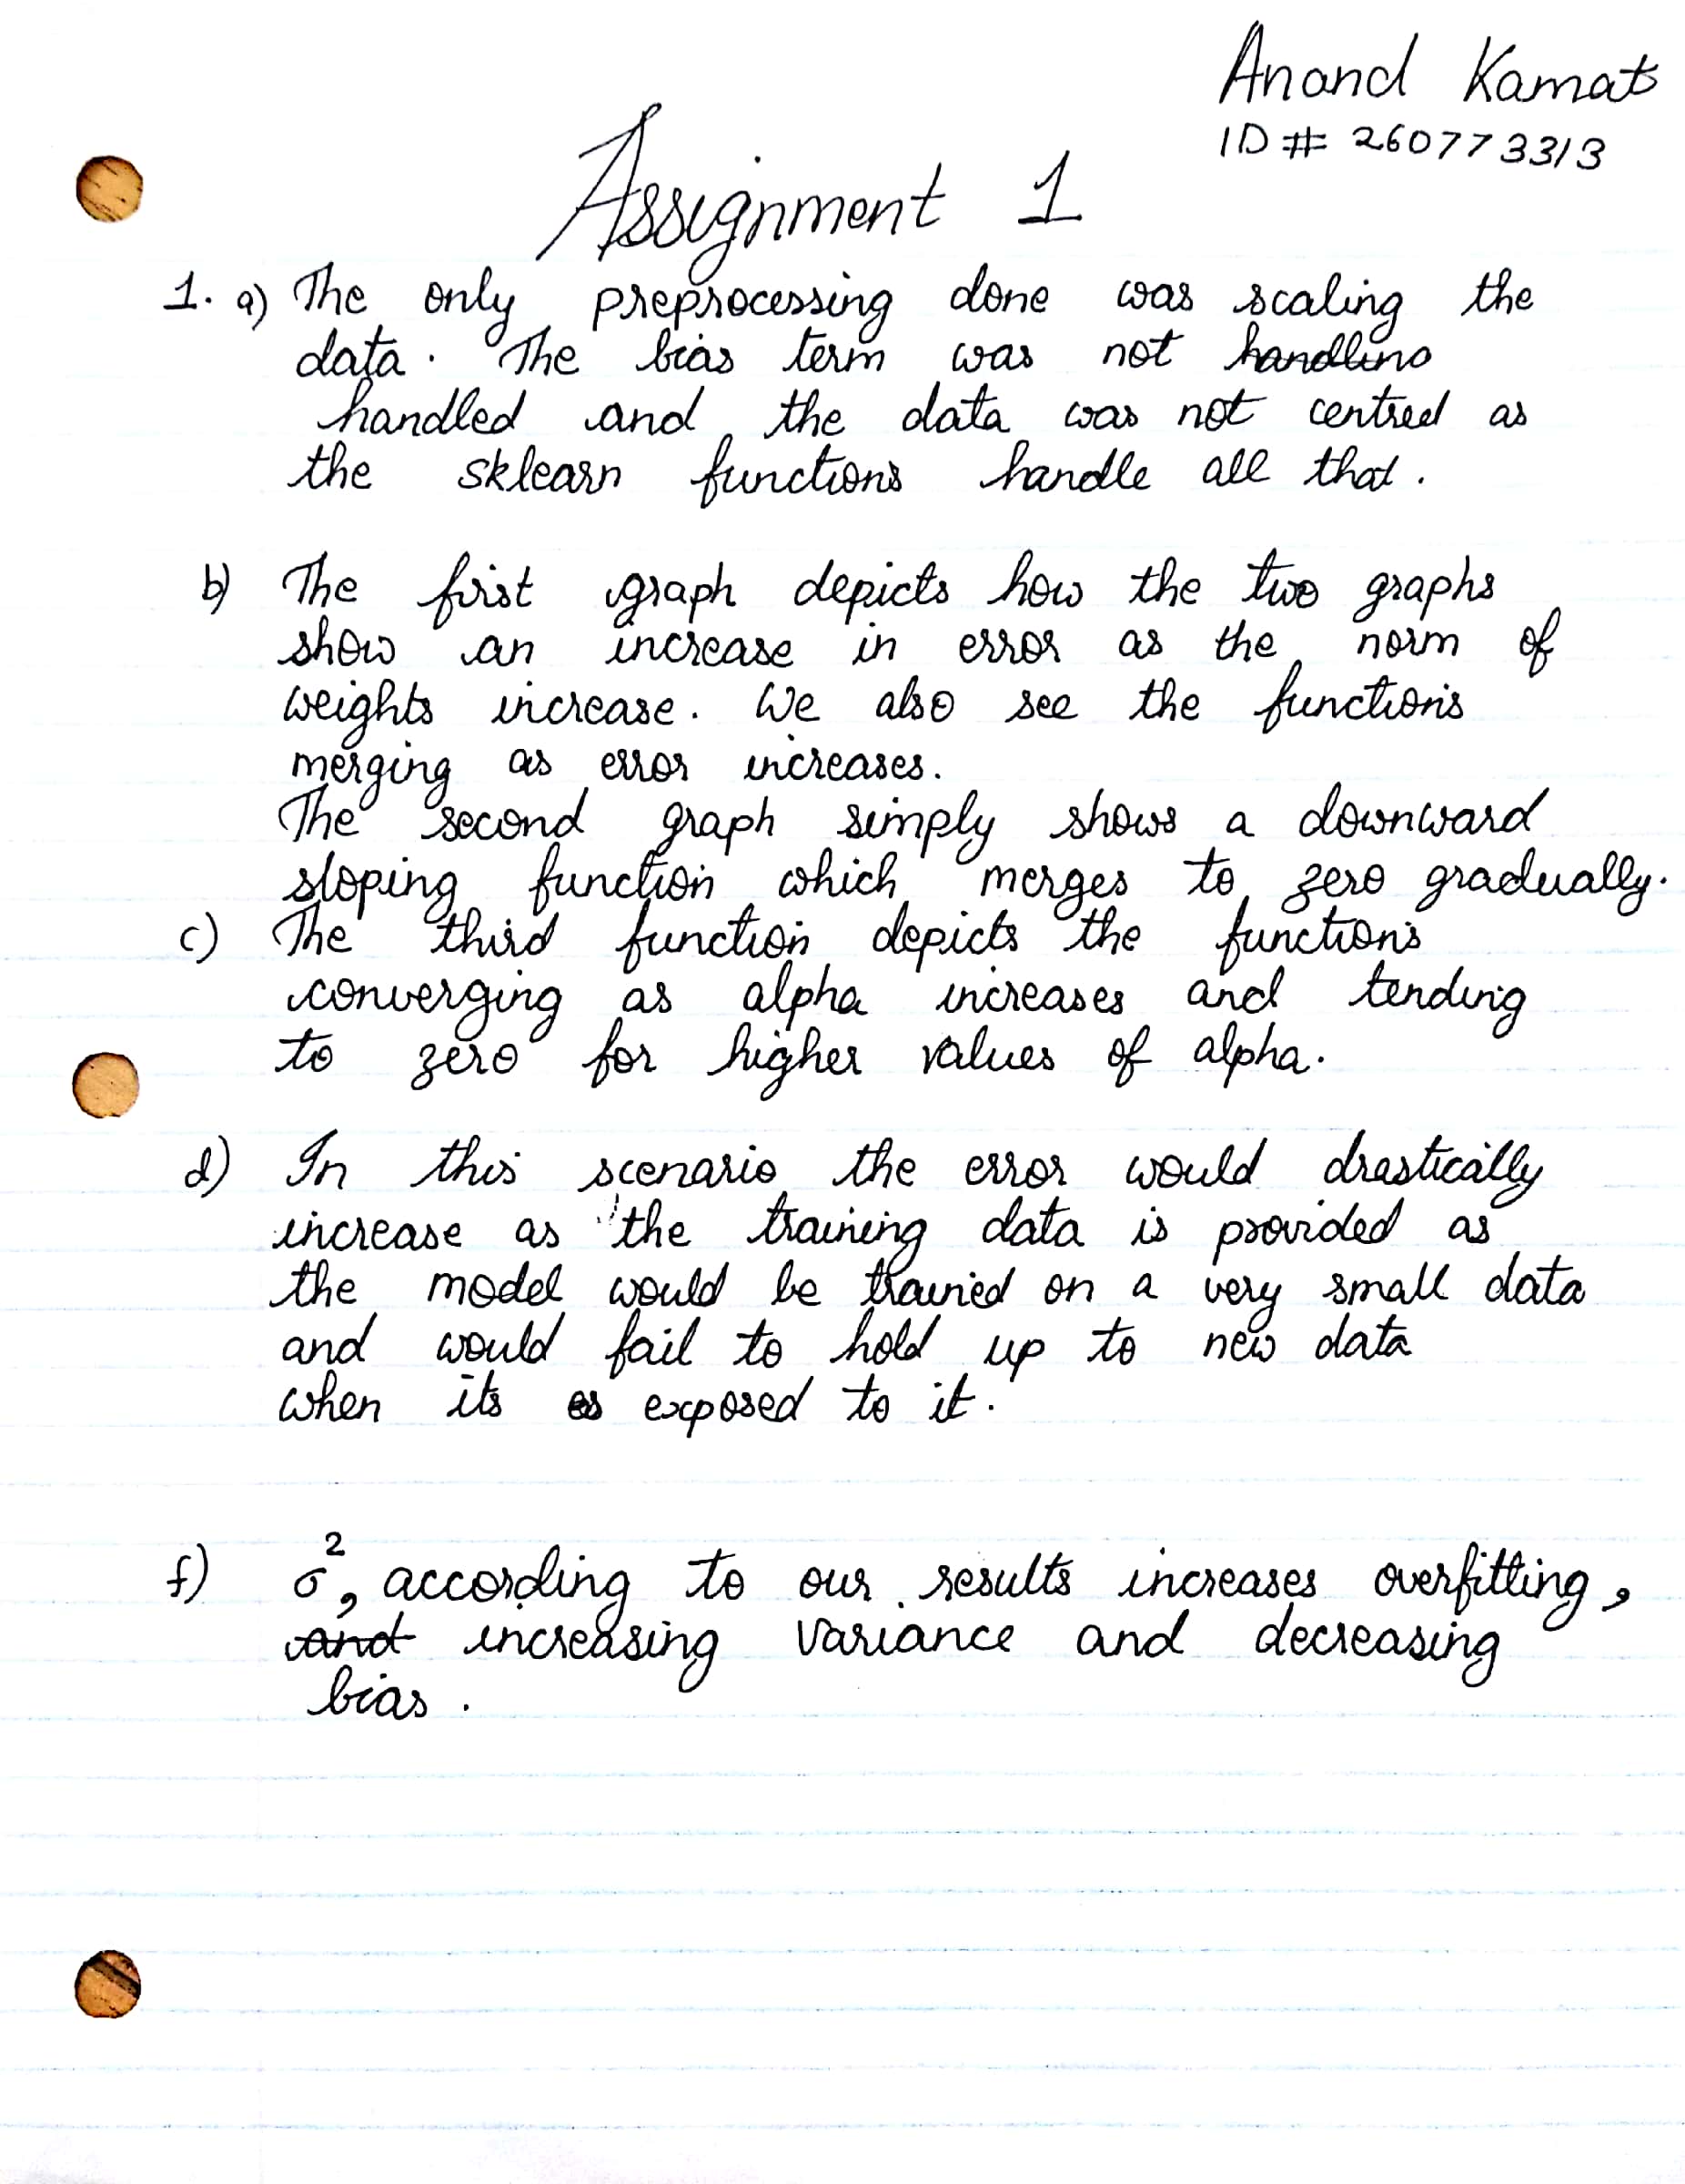 Anand Kamat
ID # 260773313
Assignment 1
1. a) The only preprocessing done was scaling the
data. The bias term was not handling
handled and the data was not centred as
the sklearn functions handle all that.
b) The first graph depicts how the two graphs
show an increase in error as the norm of
weights increase. We also see the functions
merging as error increases.
The second graph simply shows a downward
sloping function which merges to zero gradually.
c) The third function depicts the functions
converging as alpha increases and tending
to zero for higher values of alpha.
d) In this scenario the error would drastically
increase as the training data is provided as
the model would be trained on a very small data
and would fail to hold up to new data
when its exposed to it.
f) σ², according to our results increases overfitting,
and increasing variance and decreasing
bias.